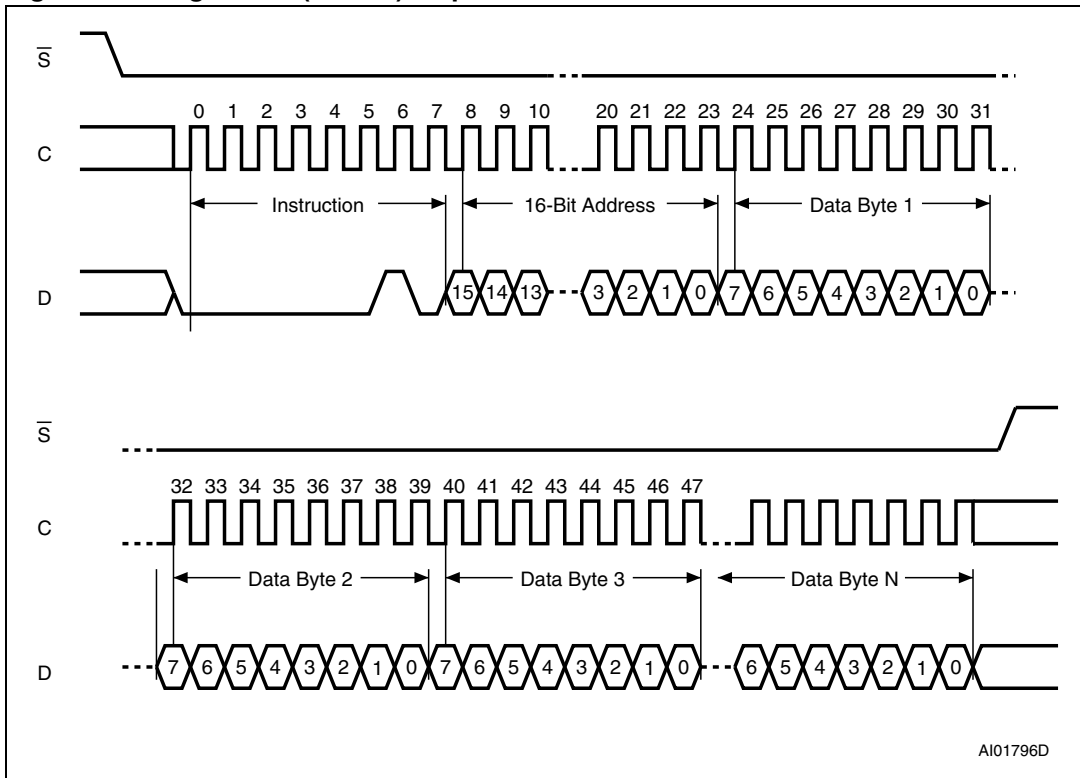 S
0 1 2 3 4 5 6 7 8 9 10 20 21 22 23 24 25 26 27 28 29 30 31
C
Instruction 16-Bit Address Data Byte 1
D 15 14 13 3 2 1 0 7 6 5 4 3 2 1 0
S
32 33 34 35 36 37 38 39 40 41 42 43 44 45 46 47
C
Data Byte 2 Data Byte 3 Data Byte N
D 7 6 5 4 3 2 1 0 7 6 5 4 3 2 1 0 6 5 4 3 2 1 0
AI01796D